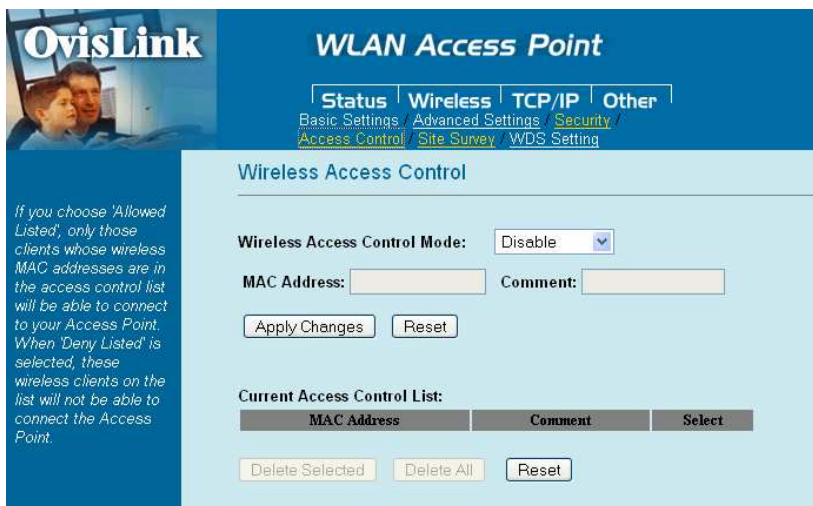 OvisLink
WLAN Access Point
Status Wireless TCP/IP Other
Basic Settings / Advanced Settings / Security /
Access Control / Site Survey / WDS Setting
Wireless Access Control
If you choose 'Allowed
Listed', only those
clients whose wireless
MAC addresses are in
the access control list
will be able to connect
to your Access Point.
When 'Deny Listed' is
selected, these
wireless clients on the
list will not be able to
connect the Access
Point.
Wireless Access Control Mode: Disable
MAC Address: Comment:
Apply Changes Reset
Current Access Control List:
MAC Address Comment Select
Delete Selected Delete All Reset